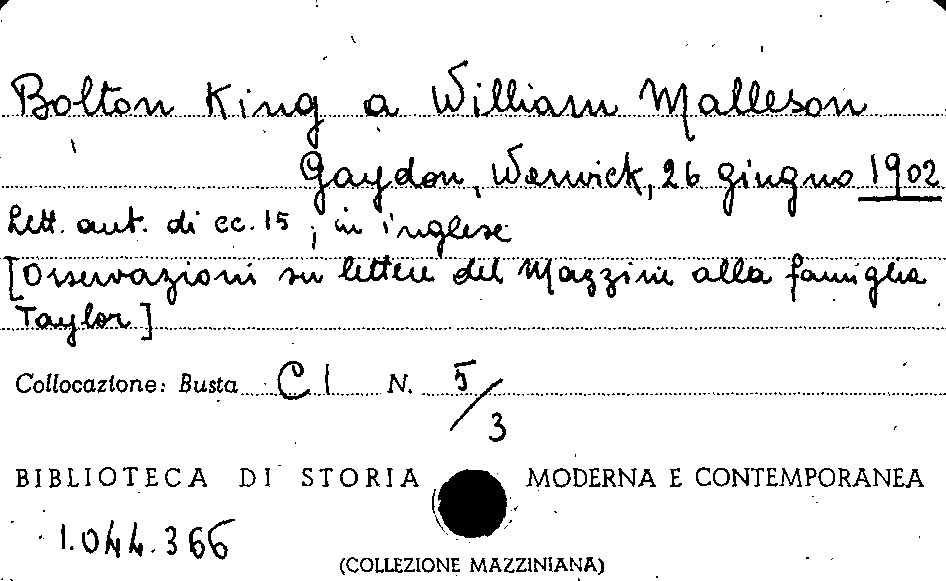 Bolton King a William Malleson
Gaydon, Warwick, 26 giugno 1902
Lett. aut. di cc. 15, in inglese
[Osservazioni su lettere del Mazzini alla famiglia
Taylor]
Collocazione: Busta CI N. 5/3
BIBLIOTECA DI STORIA MODERNA E CONTEMPORANEA
1.044.366
(COLLEZIONE MAZZINIANA)